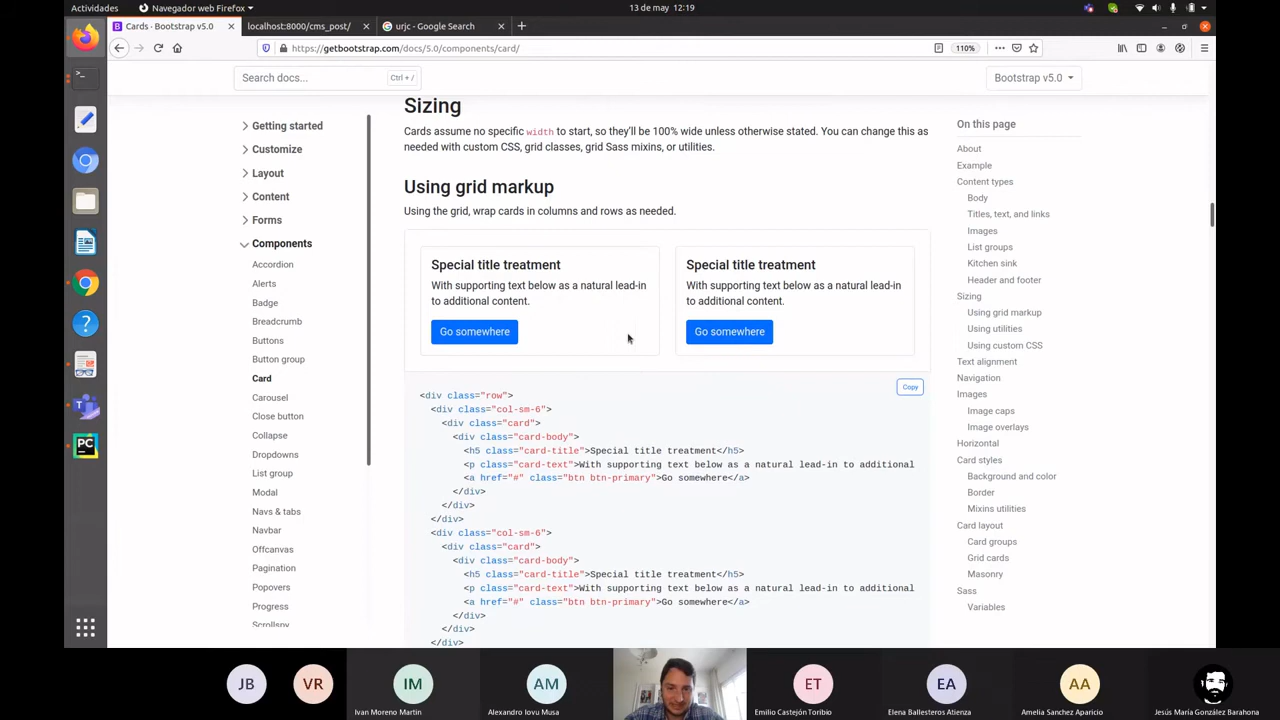 Actividades
Navegador web Firefox
13 de may 12:19
Cards · Bootstrap v5.0
localhost:8000/cms_post/
urjc - Google Search
https://getbootstrap.com/docs/5.0/components/card/
110%
Search docs...
Ctrl + /
Bootstrap v5.0
Getting started
Customize
Layout
Content
Forms
Components
Accordion
Alerts
Badge
Breadcrumb
Buttons
Button group
Card
Carousel
Close button
Collapse
Dropdowns
List group
Modal
Navs & tabs
Navbar
Offcanvas
Pagination
Popovers
Progress
Scrollspy
Sizing
Cards assume no specific width to start, so they'll be 100% wide unless otherwise stated. You can change this as
needed with custom CSS, grid classes, grid Sass mixins, or utilities.
Using grid markup
Using the grid, wrap cards in columns and rows as needed.
Special title treatment
With supporting text below as a natural lead-in
to additional content.
Go somewhere
Special title treatment
With supporting text below as a natural lead-in
to additional content.
Go somewhere
Copy
<div class="row">
<div class="col-sm-6">
<div class="card">
<div class="card-body">
<h5 class="card-title">Special title treatment</h5>
<p class="card-text">With supporting text below as a natural lead-in to additional
<a href="#" class="btn btn-primary">Go somewhere</a>
</div>
</div>
</div>
<div class="col-sm-6">
<div class="card">
<div class="card-body">
<h5 class="card-title">Special title treatment</h5>
<p class="card-text">With supporting text below as a natural lead-in to additional
<a href="#" class="btn btn-primary">Go somewhere</a>
</div>
</div>
</div>
On this page
About
Example
Content types
Body
Titles, text, and links
Images
List groups
Kitchen sink
Header and footer
Sizing
Using grid markup
Using utilities
Using custom CSS
Text alignment
Navigation
Images
Image caps
Image overlays
Horizontal
Card styles
Background and color
Border
Mixins utilities
Card layout
Card groups
Grid cards
Masonry
Sass
Variables
PC
JB
VR
IM
Ivan Moreno Martin
AM
Alexandro Iovu Musa
ET
Emilio Castejón Toribio
EA
Elena Ballesteros Atienza
AA
Amelia Sanchez Aparicio
Jesús María González Barahona